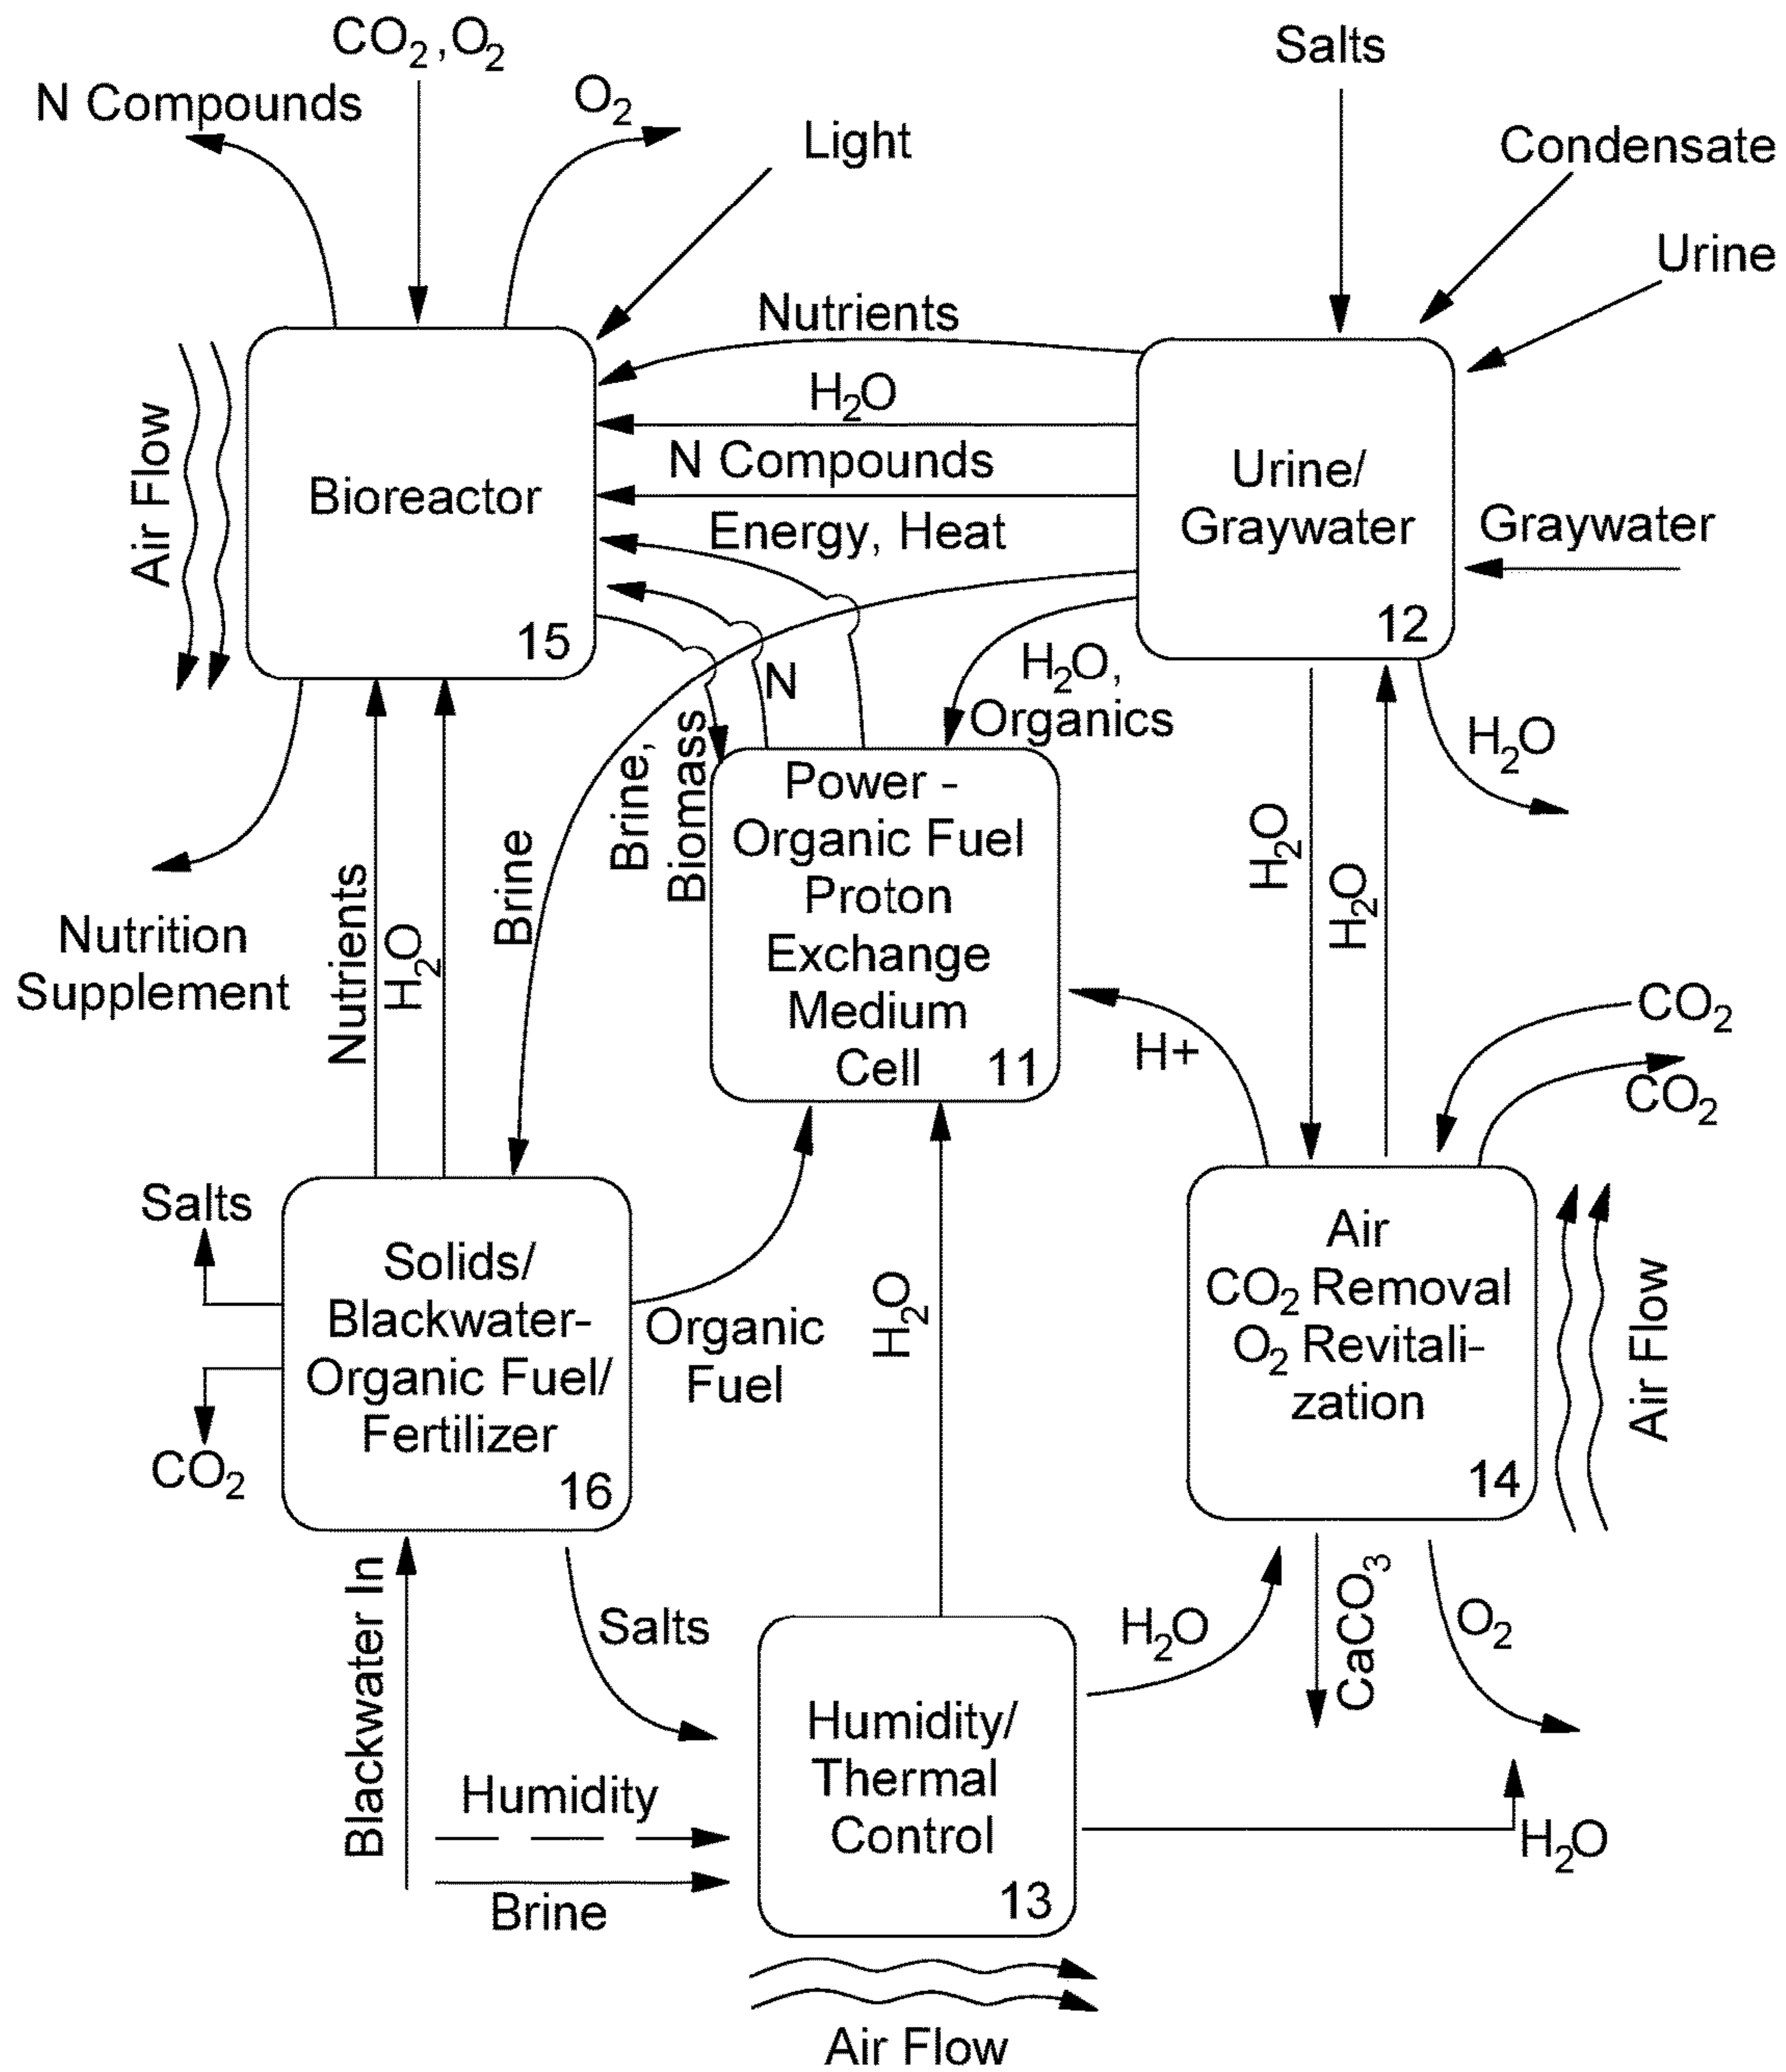 CO2,O2
Salts
N Compounds
O2
Light
Condensate
Urine
Nutrients
H2O
N Compounds
Energy, Heat
Air Flow
Bioreactor
15
Urine/
Graywater
12
Graywater
N
H2O,
Organics
H2O
Brine,
Biomass
Brine
Power -
Organic Fuel
Proton
Exchange
Medium
Cell
11
H2O
H2O
Nutrition
Supplement
Nutrients
H2O
H+
CO2
CO2
Salts
Solids/
Blackwater-
Organic Fuel/
Fertilizer
16
CO2
Organic
Fuel
H2O
Air
CO2 Removal
O2 Revitali-
zation
14
Air Flow
Blackwater In
Salts
H2O
CaCO3
O2
Humidity
Brine
Humidity/
Thermal
Control
13
H2O
Air Flow